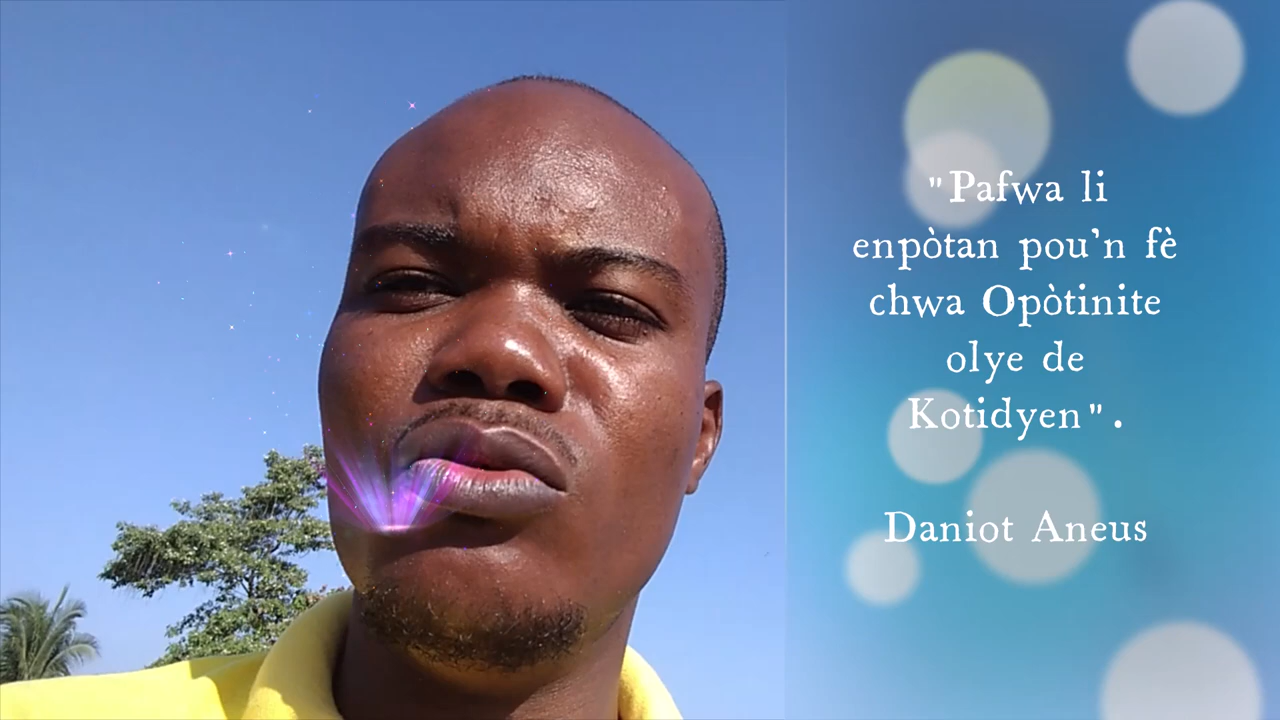 "Pafwa li
enpòtan pou'n fè
chwa Opòtinite
olye de
Kotidyen".
Daniot Aneus